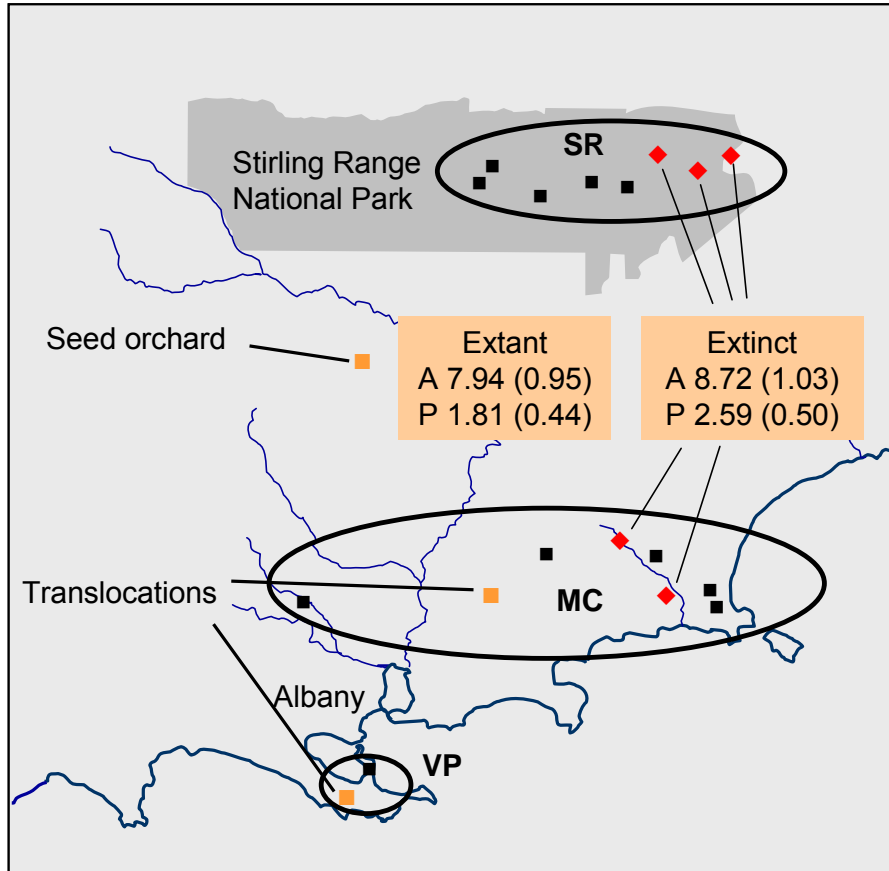 SR
Stirling Range
National Park
Seed orchard
Extant
A 7.94 (0.95)
P 1.81 (0.44)
Extinct
A 8.72 (1.03)
P 2.59 (0.50)
Translocations
MC
Albany
VP